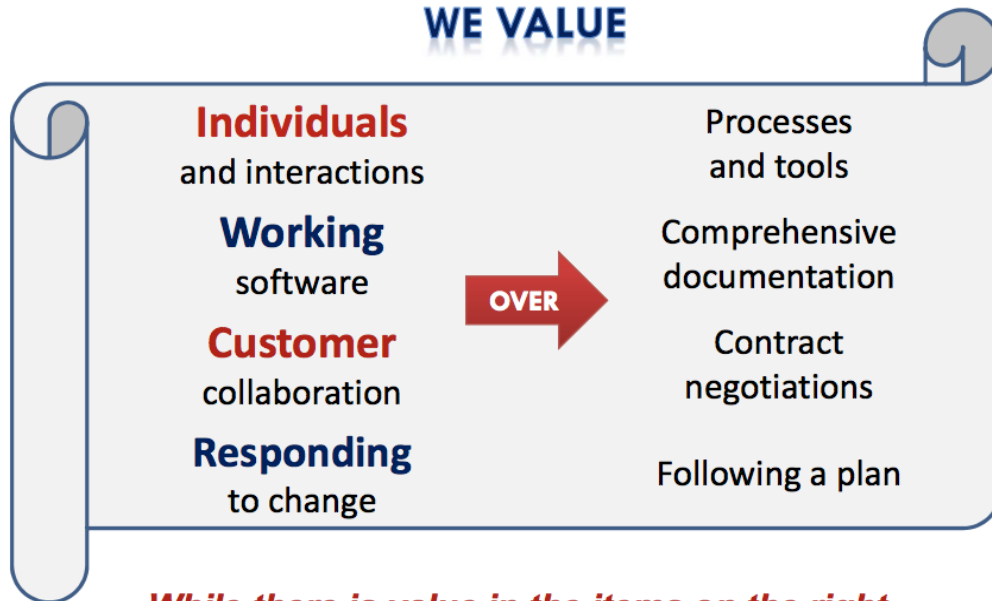 WE VALUE
Individuals
and interactions
Processes
and tools
Working
software
Comprehensive
documentation
OVER
Customer
collaboration
Contract
negotiations
Responding
to change
Following a plan
While there is value in the items on the right